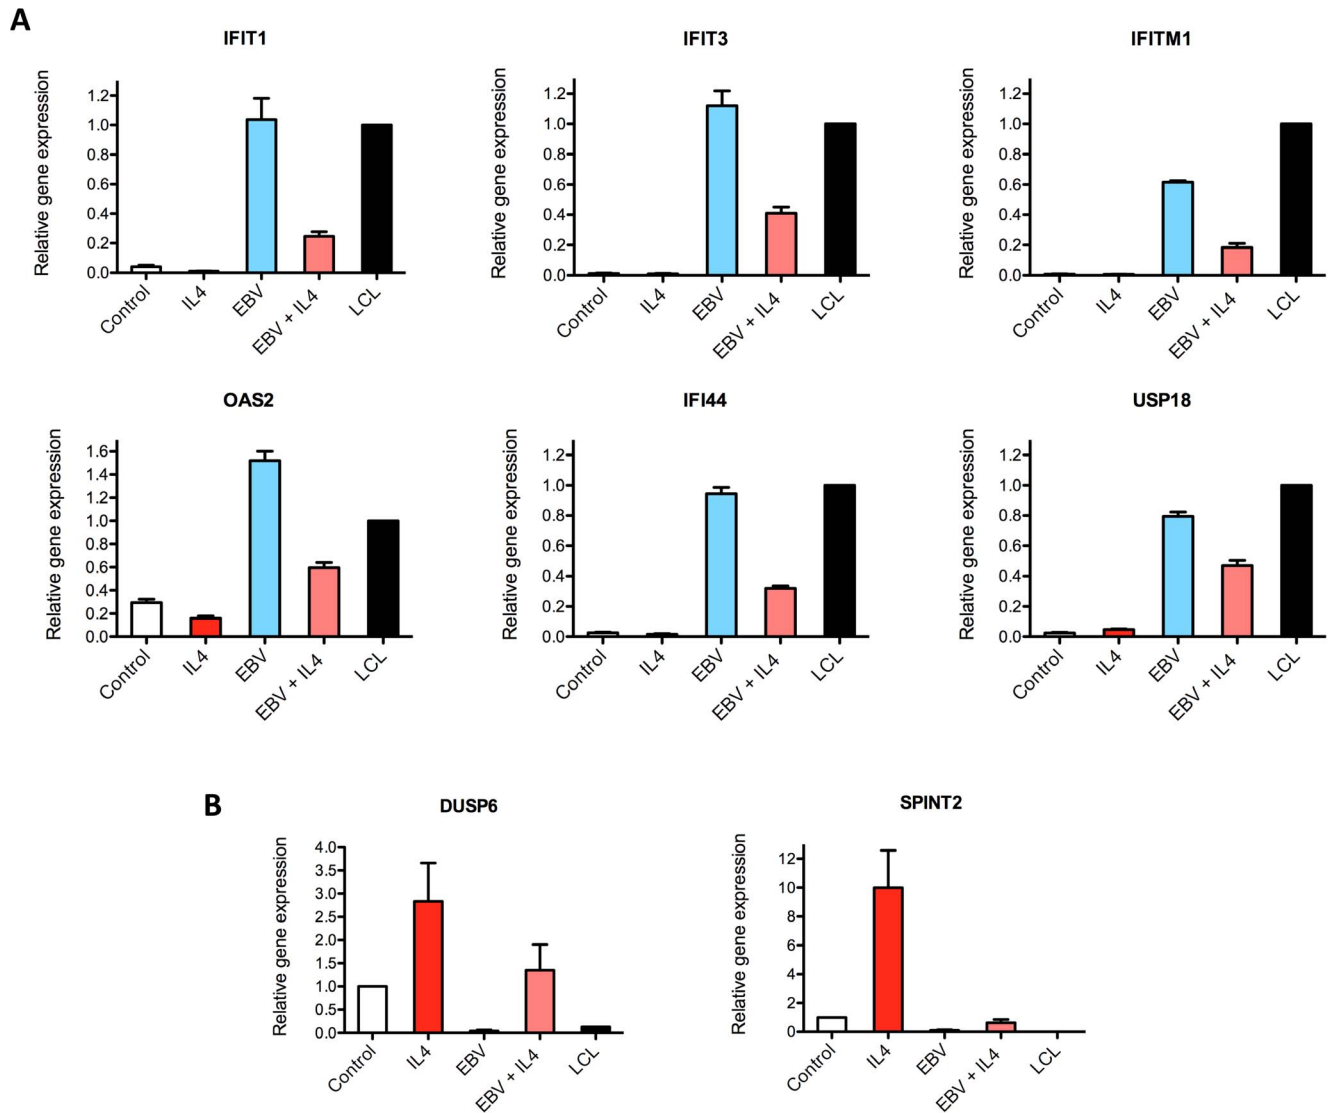 A
IFIT1
Relative gene expression
1.2
1.0
0.8
0.6
0.4
0.2
0.0
Control
IL4
EBV
EBV + IL4
LCL
IFIT3
Relative gene expression
1.2
1.0
0.8
0.6
0.4
0.2
0.0
Control
IL4
EBV
EBV + IL4
LCL
IFITM1
Relative gene expression
1.2
1.0
0.8
0.6
0.4
0.2
0.0
Control
IL4
EBV
EBV + IL4
LCL
OAS2
Relative gene expression
1.6
1.4
1.2
1.0
0.8
0.6
0.4
0.2
0.0
Control
IL4
EBV
EBV + IL4
LCL
IFI44
Relative gene expression
1.2
1.0
0.8
0.6
0.4
0.2
0.0
Control
IL4
EBV
EBV + IL4
LCL
USP18
Relative gene expression
1.2
1.0
0.8
0.6
0.4
0.2
0.0
Control
IL4
EBV
EBV + IL4
LCL
B
DUSP6
Relative gene expression
4.0
3.5
3.0
2.5
2.0
1.5
1.0
0.5
0.0
Control
IL4
EBV
EBV + IL4
LCL
SPINT2
Relative gene expression
12
10
8
6
4
2
0
Control
IL4
EBV
EBV + IL4
LCL